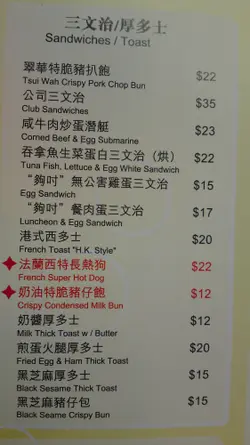 三文治/厚多士
Sandwiches / Toast
翠華特脆豬扒飽 $22
Tsui Wah Crispy Pork Chop Bun
公司三文治 $35
Club Sandwiches
咸牛肉炒蛋潛艇 $23
Corned Beef & Egg Submarine
吞拿魚生菜蛋白三文治（烘） $22
Tuna Fish, Lettuce & Egg White Sandwich
“夠吋”無公害雞蛋三文治 $15
Egg Sandwich
“夠吋”餐肉蛋三文治 $17
Luncheon & Egg Sandwich
港式西多士 $20
French Toast "H.K. Style"
法蘭西特長熱狗 $22
French Super Hot Dog
奶油特脆豬仔飽 $12
Crispy Condensed Milk Bun
奶醬厚多士 $12
Milk Thick Toast w / Butter
煎蛋火腿厚多士 $20
Fried Egg & Ham Thick Toast
黑芝麻厚多士 $15
Black Sesame Thick Toast
黑芝麻豬仔包 $15
Black Seame Crispy Bun